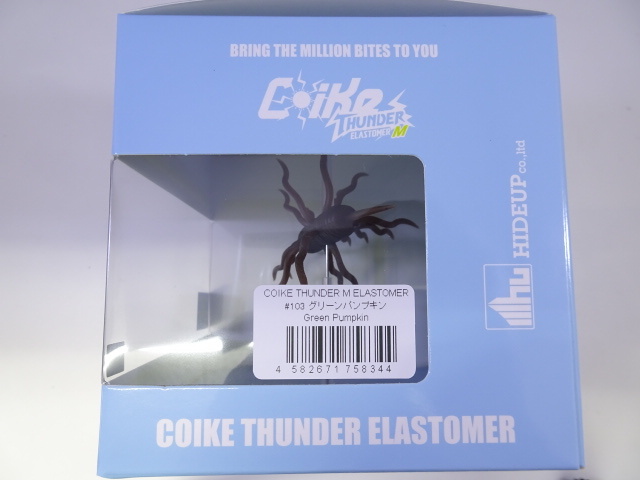 BRING THE MILLION BITES TO YOU
Coike
THUNDER
ELASTOMER M
HIDEUP co.,ltd
COIKE THUNDER M ELASTOMER
#103 グリーンパンプキン
Green Pumpkin
4 582671 758344
COIKE THUNDER ELASTOMER